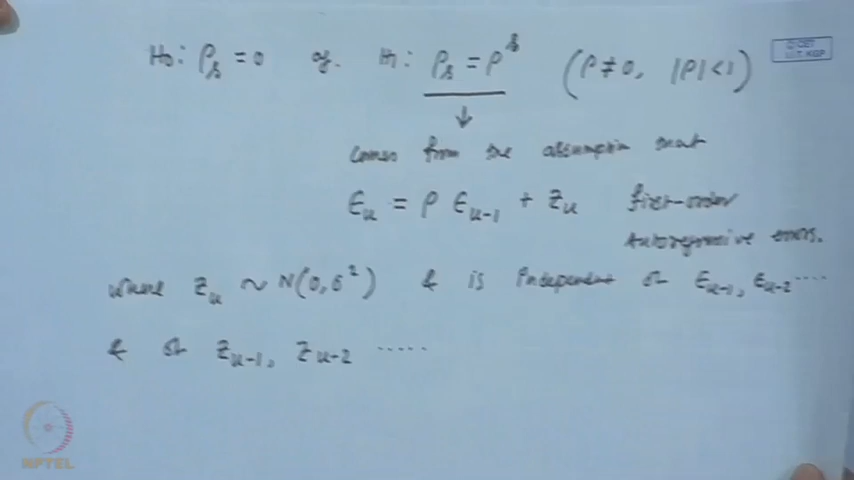 H₀: ρ_s = 0 vs. H₁: ρ_s = ρ^s (ρ ≠ 0, |ρ| < 1)
© CET
I.I.T. KGP
↓
Comes from the assumption that
ϵ_u = ρ ϵ_{u-1} + z_u first-order
Autoregressive errors.
where z_u ~ N(0, σ²) & is independent of ϵ_{u-1}, ϵ_{u-2} ....
& of z_{u-1}, z_{u-2} .....
NPTEL